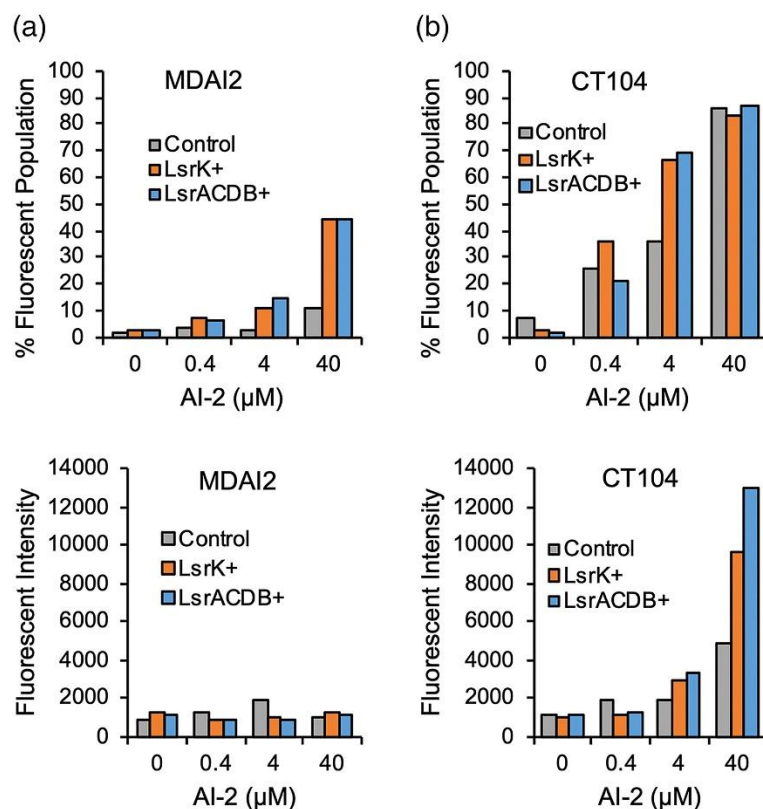 (a)
MDAI2
% Fluorescent Population
100
90
80
70
60
50
40
30
20
10
0
Control
LsrK+
LsrACDB+
0 0.4 4 40
AI-2 (µM)
(b)
CT104
% Fluorescent Population
100
90
80
70
60
50
40
30
20
10
0
Control
LsrK+
LsrACDB+
0 0.4 4 40
AI-2 (µM)
MDAI2
Fluorescent Intensity
14000
12000
10000
8000
6000
4000
2000
0
Control
LsrK+
LsrACDB+
0 0.4 4 40
AI-2 (µM)
CT104
Fluorescent Intensity
14000
12000
10000
8000
6000
4000
2000
0
Control
LsrK+
LsrACDB+
0 0.4 4 40
AI-2 (µM)